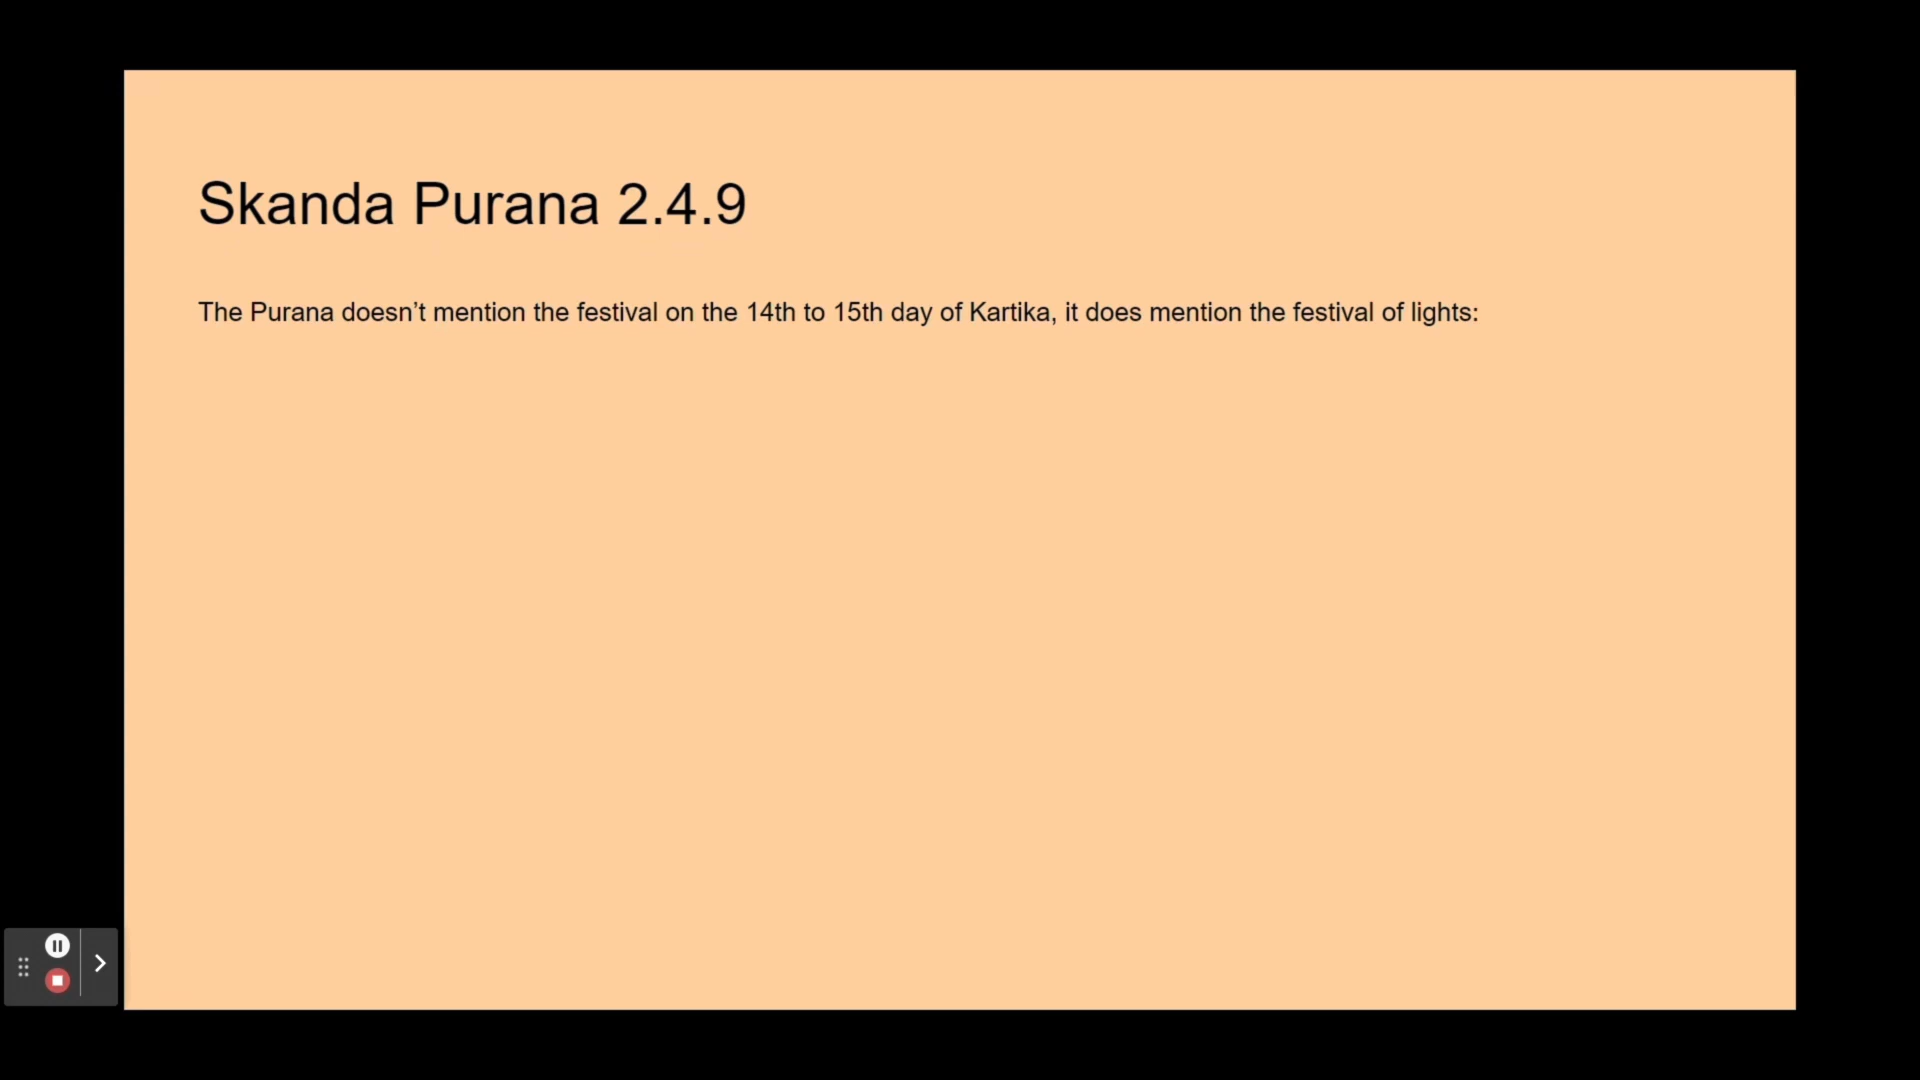 Skanda Purana 2.4.9
The Purana doesn’t mention the festival on the 14th to 15th day of Kartika, it does mention the festival of lights: